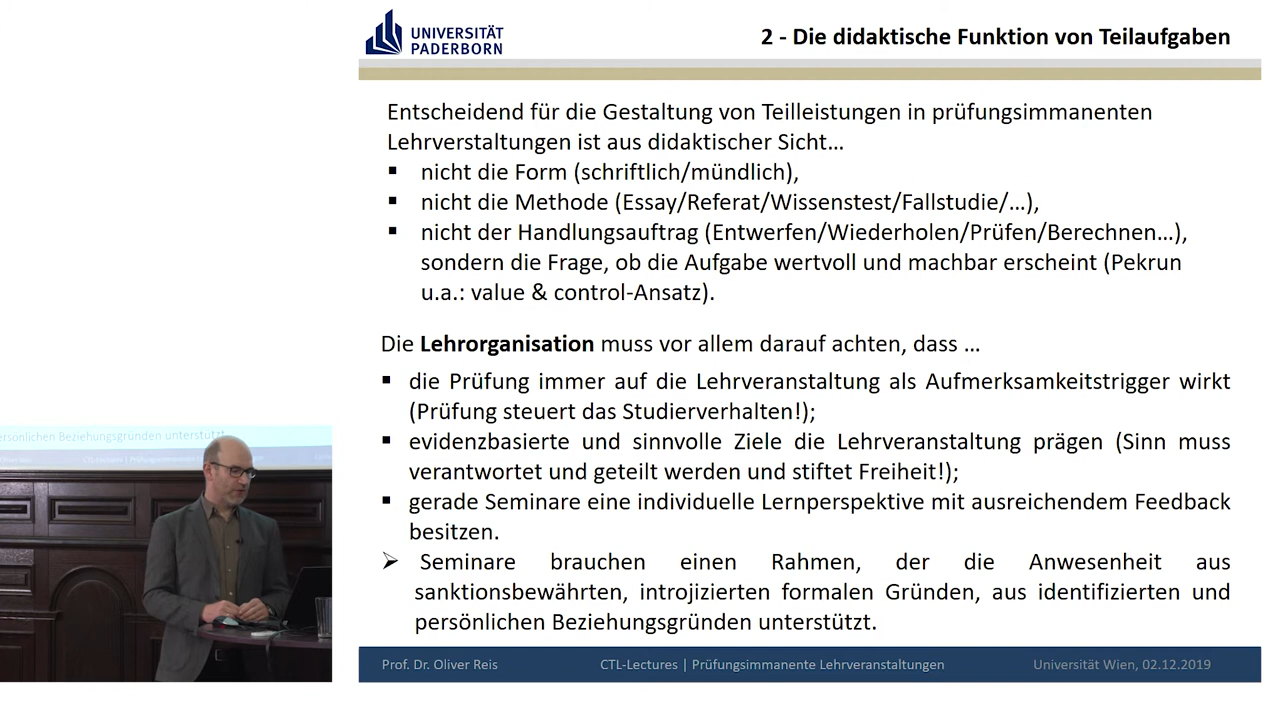 UNIVERSITÄT
PADERBORN
2 - Die didaktische Funktion von Teilaufgaben
Entscheidend für die Gestaltung von Teilleistungen in prüfungsimmanenten
Lehrverstaltungen ist aus didaktischer Sicht…
▪ nicht die Form (schriftlich/mündlich),
▪ nicht die Methode (Essay/Referat/Wissenstest/Fallstudie/…),
▪ nicht der Handlungsauftrag (Entwerfen/Wiederholen/Prüfen/Berechnen…),
sondern die Frage, ob die Aufgabe wertvoll und machbar erscheint (Pekrun
u.a.: value & control-Ansatz).
Die Lehrorganisation muss vor allem darauf achten, dass …
▪ die Prüfung immer auf die Lehrveranstaltung als Aufmerksamkeitstrigger wirkt
(Prüfung steuert das Studierverhalten!);
▪ evidenzbasierte und sinnvolle Ziele die Lehrveranstaltung prägen (Sinn muss
verantwortet und geteilt werden und stiftet Freiheit!);
▪ gerade Seminare eine individuelle Lernperspektive mit ausreichendem Feedback
besitzen.
➢ Seminare brauchen einen Rahmen, der die Anwesenheit aus
sanktionsbewährten, introjizierten formalen Gründen, aus identifizierten und
persönlichen Beziehungsgründen unterstützt.
Prof. Dr. Oliver Reis
CTL-Lectures | Prüfungsimmanente Lehrveranstaltungen
Universität Wien, 02.12.2019
Beziehungsgründen unterstützt